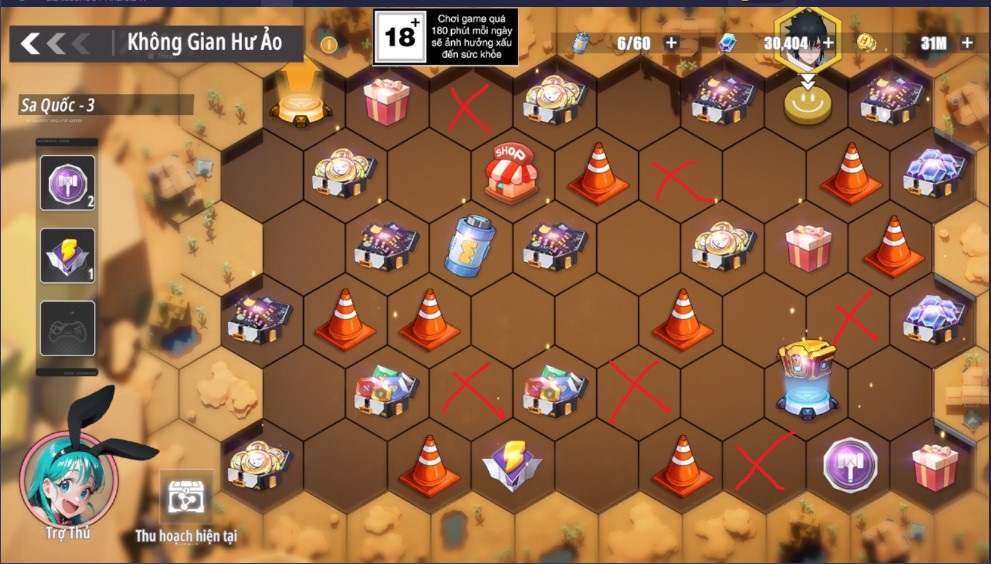 Không Gian Hư Ảo
18+
Chơi game quá
180 phút mỗi ngày
sẽ ảnh hưởng xấu
đến sức khỏe
6/60 +
30,404 +
31M +
Sa Quốc - 3
SHOP
2
1
Trợ Thủ
Thu hoạch hiện tại